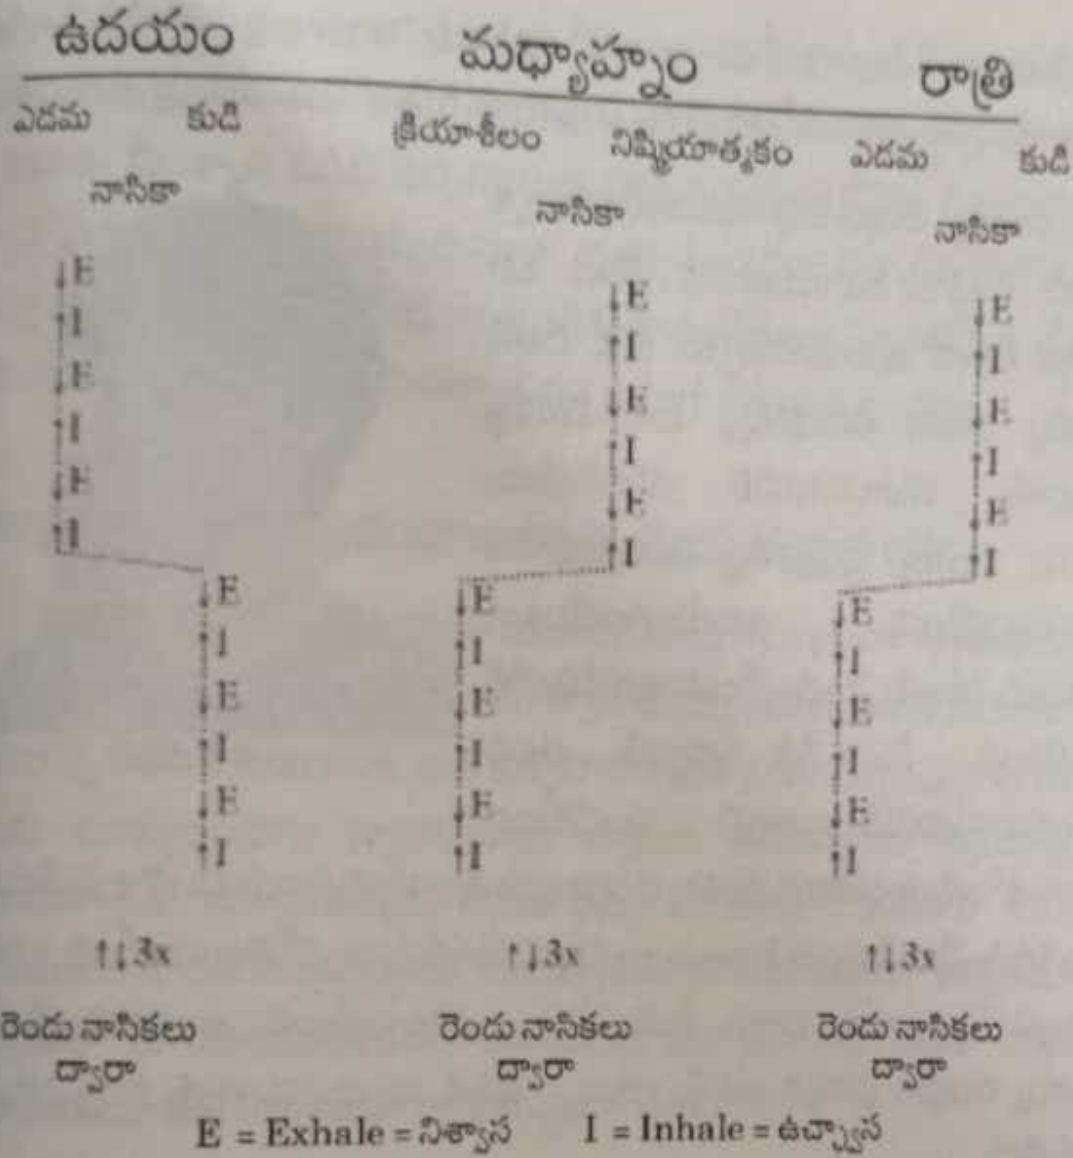 ఉదయం మధ్యాహ్నం రాత్రి
ఎడమ కుడి క్రియాశీలం నిష్క్రియాత్మకం ఎడమ కుడి
నాసికా నాసికా నాసికా
↓E ↓E ↓E
↑I ↑I ↑I
↓E ↓E ↓E
↑I ↑I ↑I
↓E ↓E ↓E
↑I ↑I ↑I
↓E ↓E ↓E
↑I ↑I ↑I
↓E ↓E ↓E
↑I ↑I ↑I
↓E ↓E ↓E
↑I ↑I ↑I
↑↓3x ↑↓3x ↑↓3x
రెండు నాసికలు రెండు నాసికలు రెండు నాసికలు
ద్వారా ద్వారా ద్వారా
E = Exhale = నిశ్వాస I = Inhale = ఉచ్ఛ్వాస